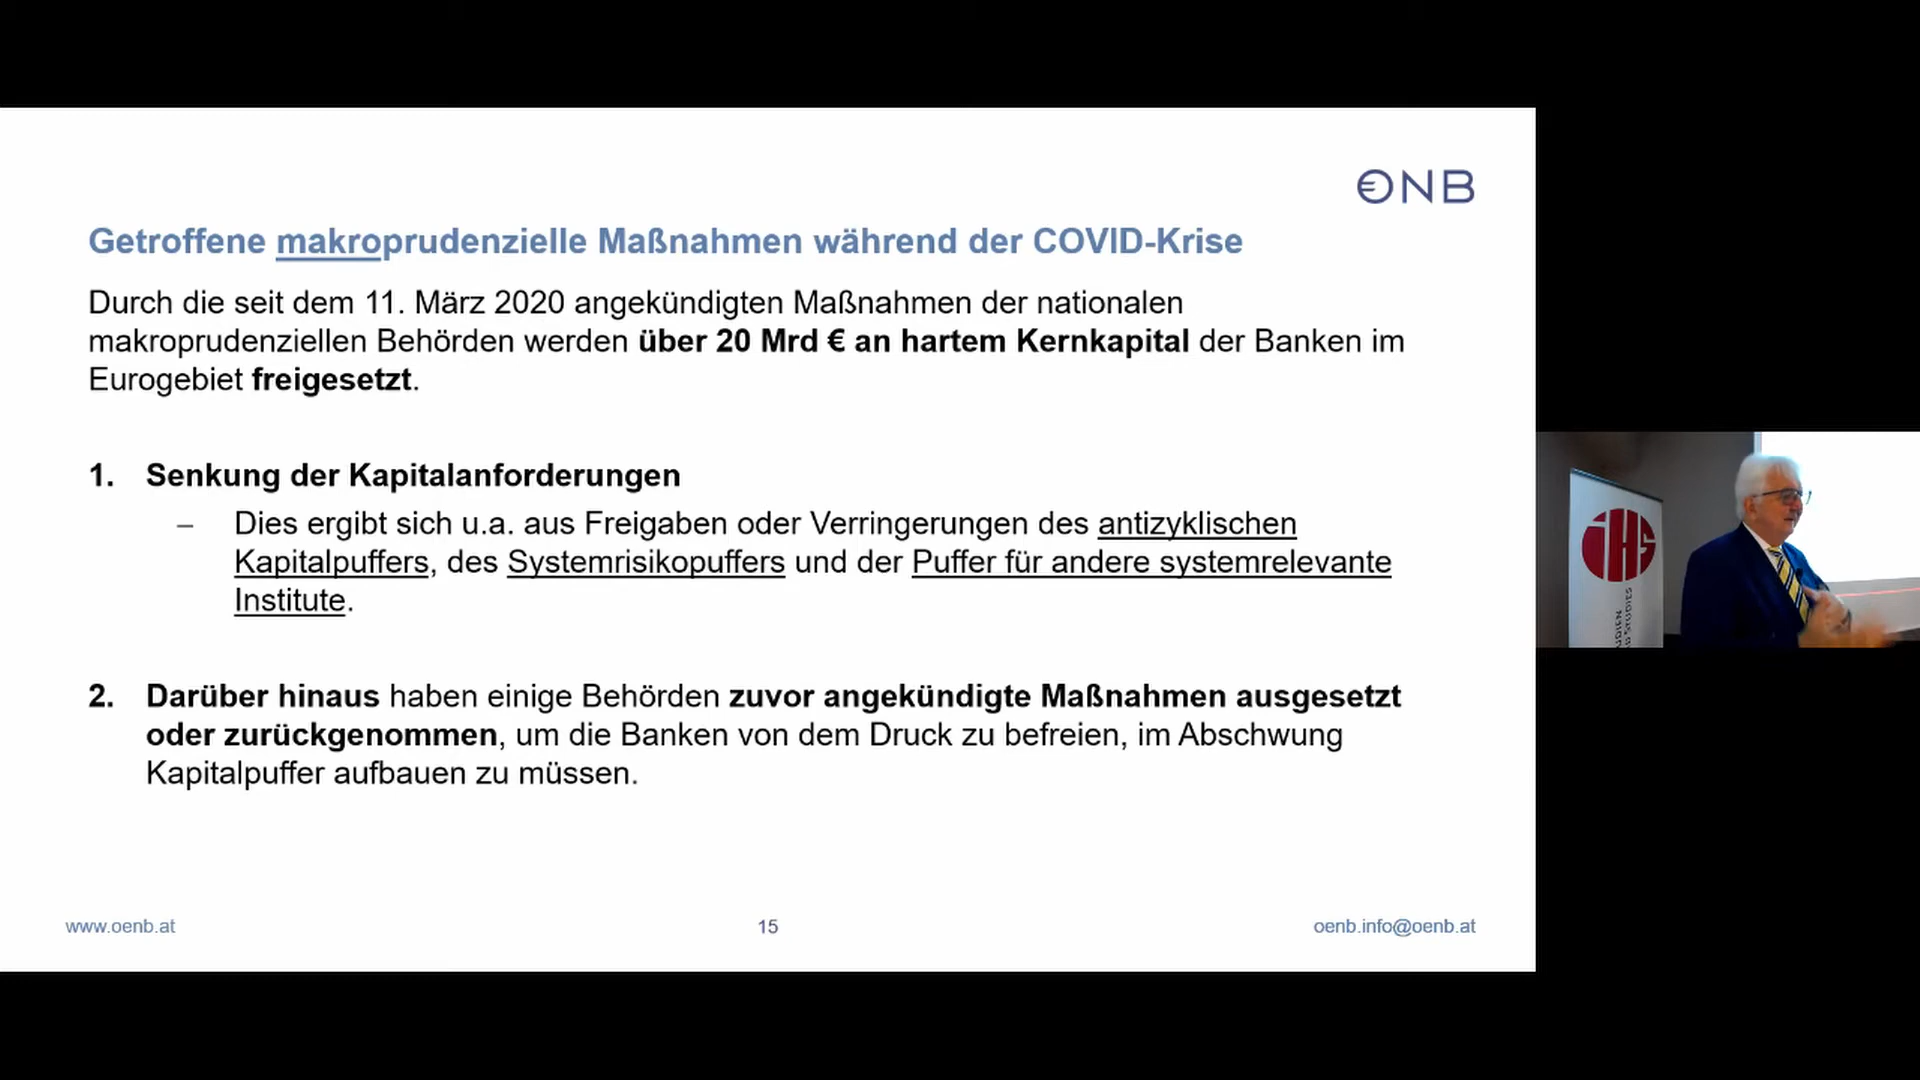 ONB
Getroffene makroprudenzielle Maßnahmen während der COVID-Krise
Durch die seit dem 11. März 2020 angekündigten Maßnahmen der nationalen
makroprudenziellen Behörden werden über 20 Mrd € an hartem Kernkapital der Banken im
Eurogebiet freigesetzt.
1. Senkung der Kapitalanforderungen
– Dies ergibt sich u.a. aus Freigaben oder Verringerungen des antizyklischen
Kapitalpuffers, des Systemrisikopuffers und der Puffer für andere systemrelevante
Institute.
2. Darüber hinaus haben einige Behörden zuvor angekündigte Maßnahmen ausgesetzt
oder zurückgenommen, um die Banken von dem Druck zu befreien, im Abschwung
Kapitalpuffer aufbauen zu müssen.
www.oenb.at
15
oenb.info@oenb.at
iHS